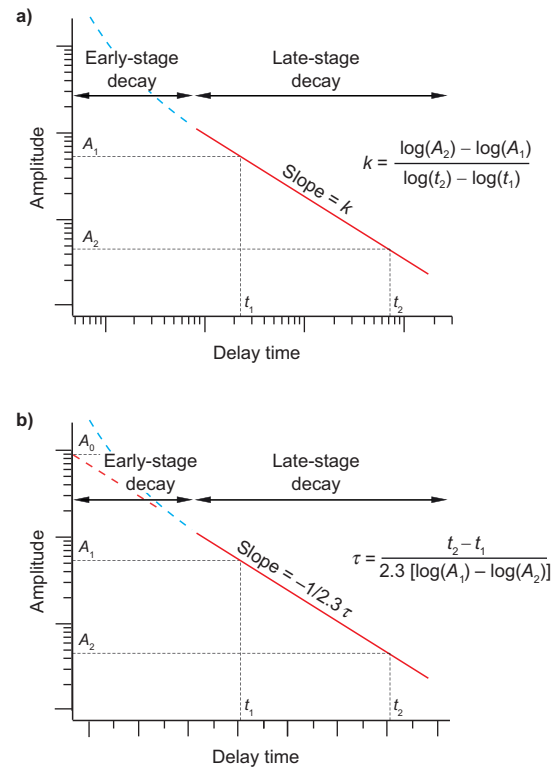 a)
Early-stage
decay
Late-stage
decay
A₁
A₂
Slope = k
k = log(A₂) – log(A₁) / log(t₂) – log(t₁)
t₁
t₂
Amplitude
Delay time
b)
A₀
Early-stage
decay
Late-stage
decay
A₁
A₂
Slope = –1/2.3 τ
τ = t₂ – t₁ / 2.3 [log(A₁) – log(A₂)]
t₁
t₂
Amplitude
Delay time